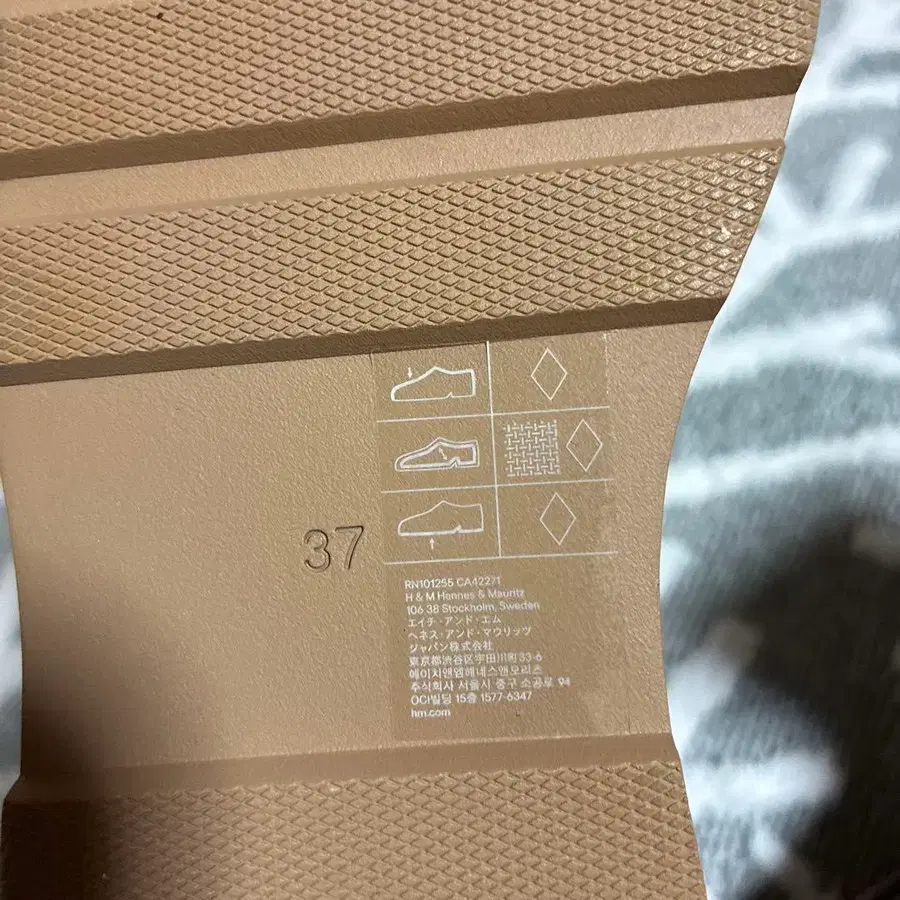 37
RN101255 CA42271
H & M Hennes & Mauritz
106 38 Stockholm, Sweden
エイチ・アンド・エム
ヘネス・アンド・マウリッツ
ジャパン株式会社
東京都渋谷区宇田川町33-6
에이치앤엠헤네스앤모리츠
주식회사 서울시 중구 소공로 94
OCI빌딩 15층 1577-6347
hm.com